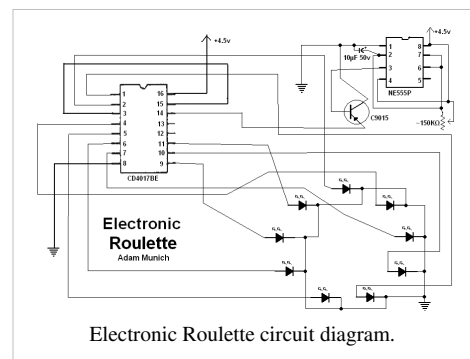 +4.5v
+4.5v
10µF 50v
1 8
2 7
3 6
4 5
NE555P
C9015
~150KΩ
1 16
2 15
3 14
4 13
5 12
6 11
7 10
8 9
CD4017BE
Electronic
Roulette
Adam Munich
Electronic Roulette circuit diagram.